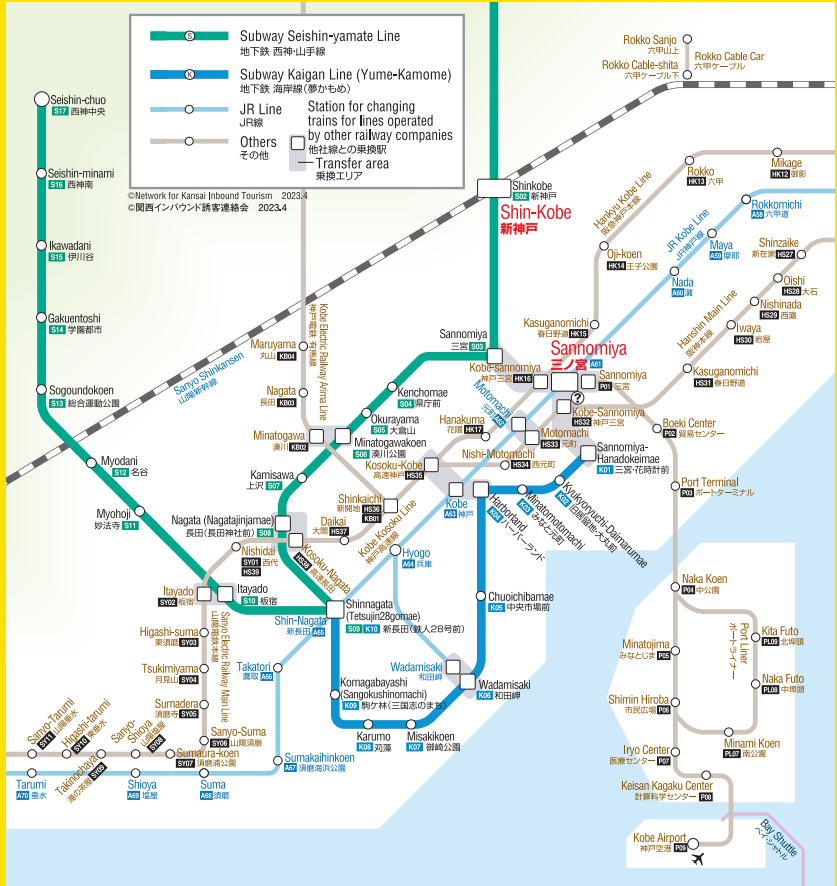 S
Subway Seishin-yamate Line
地下鉄 西神・山手線
K
Subway Kaigan Line (Yume-Kamome)
地下鉄 海岸線(夢かもめ)
JR Line
JR線
Others
その他
Station for changing
trains for lines operated
by other railway companies
他社線との乗換駅
Transfer area
乗換エリア
©Network for Kansai Inbound Tourism 2023.4
©関西インバウンド誘客連絡会 2023.4
Rokko Sanjo
六甲山上
Rokko Cable Car
六甲ケーブル
Rokko Cable-shita
六甲ケーブル下
Seishin-chuo
S17 西神中央
Seishin-minami
S16 西神南
Ikawadani
S15 伊川谷
Gakuentoshi
S14 学園都市
Sogoundokoen
S13 総合運動公園
Myodani
S12 名谷
Myohoji
妙法寺 S11
Sanyo Shinkansen
山陽新幹線
Shinkobe
S02 新神戸
Shin-Kobe
新神戸
Rokko
HK13 六甲
Mikage
HK12 御影
Hankyu Kobe Line
阪急神戸本線
Oji-koen
HK14 王子公園
Kasuganomichi
春日野道 HK15
JR Kobe Line
JR神戸線
Rokkomichi
A58 六甲道
Maya
A59 摩耶
Nada
A60 灘
Shinzaike
新在家 HS27
Oishi
HS28 大石
Nishinada
HS29 西灘
Iwaya
HS30 岩屋
Kasuganomichi
HS31 春日野道
Hanshin Main Line
阪神本線
Kobe Electric Railway Arima Line
神戸電鉄 有馬線
Maruyama
丸山 KB04
Nagata
長田 KB03
Minatogawa
湊川 KB02
Sannomiya
三宮 S03
Kenchomae
S04 県庁前
Okurayama
S05 大倉山
Minatogawakoen
S06 湊川公園
Kamisawa
上沢 S07
Nagata (Nagatajinjamae)
長田(長田神社前) S08
Sannomiya
三ノ宮 A61
Kobe-sannomiya
神戸三宮 HK16
Sannomiya
P01 三宮
?
Kobe-Sannomiya
HS32 神戸三宮
Motomachi
元町 A62
Hanakuma
花隈 HK17
Motomachi
HS33 元町
Nishi-Motomachi
HS34 西元町
Sannomiya-
Hanadokeimae
K01 三宮・花時計前
Kyukyoryuchi-Daimarumae
K02 旧居留地・大丸前
Minatomotomachi
K03 みなと元町
Harborland
K04 ハーバーランド
Kosoku-Kobe
高速神戸 HS35
Kobe
A63 神戸
Shinkaichi
新開地 HS36
KB01
Daikai
大開 HS37
Kobe Kosoku Line
神戸高速線
Kosoku-Nagata
HS38 高速長田
Nishidai
SY01 西代
HS39
Hyogo
A64 兵庫
Itayado
SY02 板宿
Itayado
S10 板宿
Shinnagata
(Tetsujin28gomae)
S09 K10 新長田(鉄人28号前)
Shin-Nagata
新長田 A65
Chuoichibamae
K05 中央市場前
Wadamisaki
和田岬
Wadamisaki
K06 和田岬
Misakikoen
K07 御崎公園
Karumo
K08 苅藻
Komagabayashi
(Sangokushinomachi)
K09 駒ケ林(三国志のまち)
Sanyo Electric Railway Main Line
山陽電鉄本線
Higashi-suma
東須磨 SY03
Tsukimiyama
月見山 SY04
Sumadera
須磨寺 SY05
Sanyo-Suma
SY06 山陽須磨
Sumaura-koen
SY07 須磨浦公園
Sanyo-
Shioya
SY08 山陽塩屋
Takinochaya
滝の茶屋 SY09
Higashi-tarumi
SY10 東垂水
Sanyo-Tarumi
SY11 山陽垂水
Takatori
鷹取 A66
Sumakaihinkoen
A67 須磨海浜公園
Suma
A68 須磨
Shioya
A69 塩屋
Tarumi
A70 垂水
Boeki Center
P02 貿易センター
Port Terminal
P03 ポートターミナル
Naka Koen
P04 中公園
Port Liner
ポートライナー
Minatojima
みなとじま P05
Shimin Hiroba
市民広場 P06
Kita Futo
PL09 北埠頭
Naka Futo
PL08 中埠頭
Minami Koen
PL07 南公園
Iryo Center
医療センター P07
Keisan Kagaku Center
計算科学センター P08
Kobe Airport
神戸空港 P09
Bay Shuttle
ベイ・シャトル